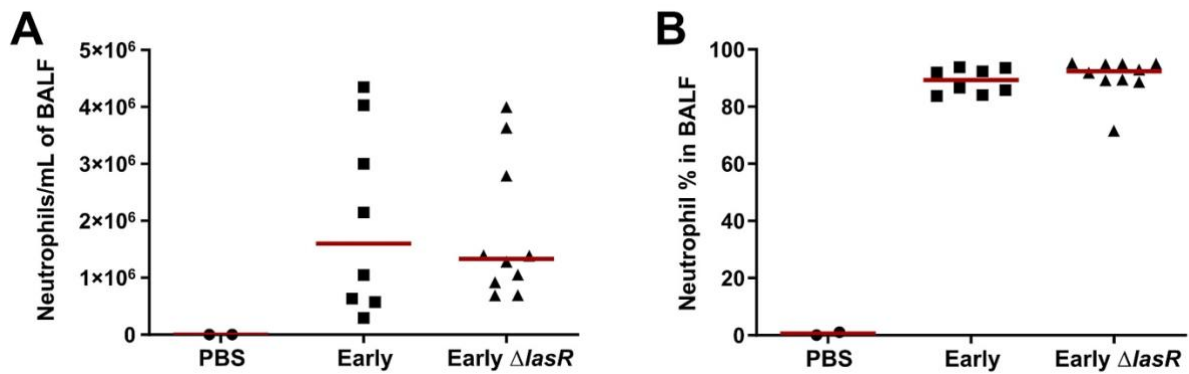 A
Neutrophils/mL of BALF
5×10⁶
4×10⁶
3×10⁶
2×10⁶
1×10⁶
0
PBS
Early
Early ΔlasR
B
Neutrophil % in BALF
100
80
60
40
20
0
PBS
Early
Early ΔlasR